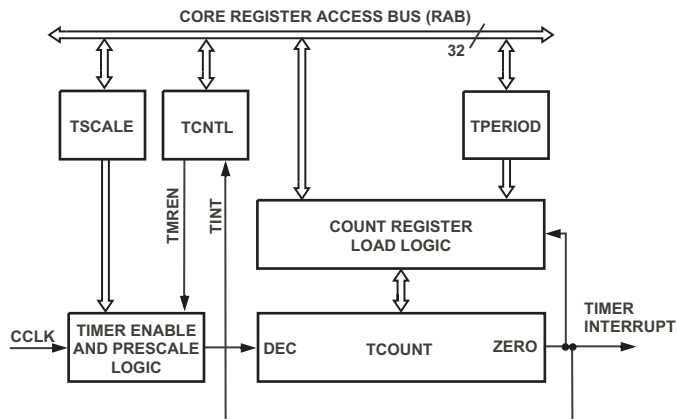 CORE REGISTER ACCESS BUS (RAB)
32
TSCALE
TCNTL
TPERIOD
TMREN
TINT
COUNT REGISTER
LOAD LOGIC
CCLK
TIMER ENABLE
AND PRESCALE
LOGIC
DEC
TCOUNT
ZERO
TIMER
INTERRUPT